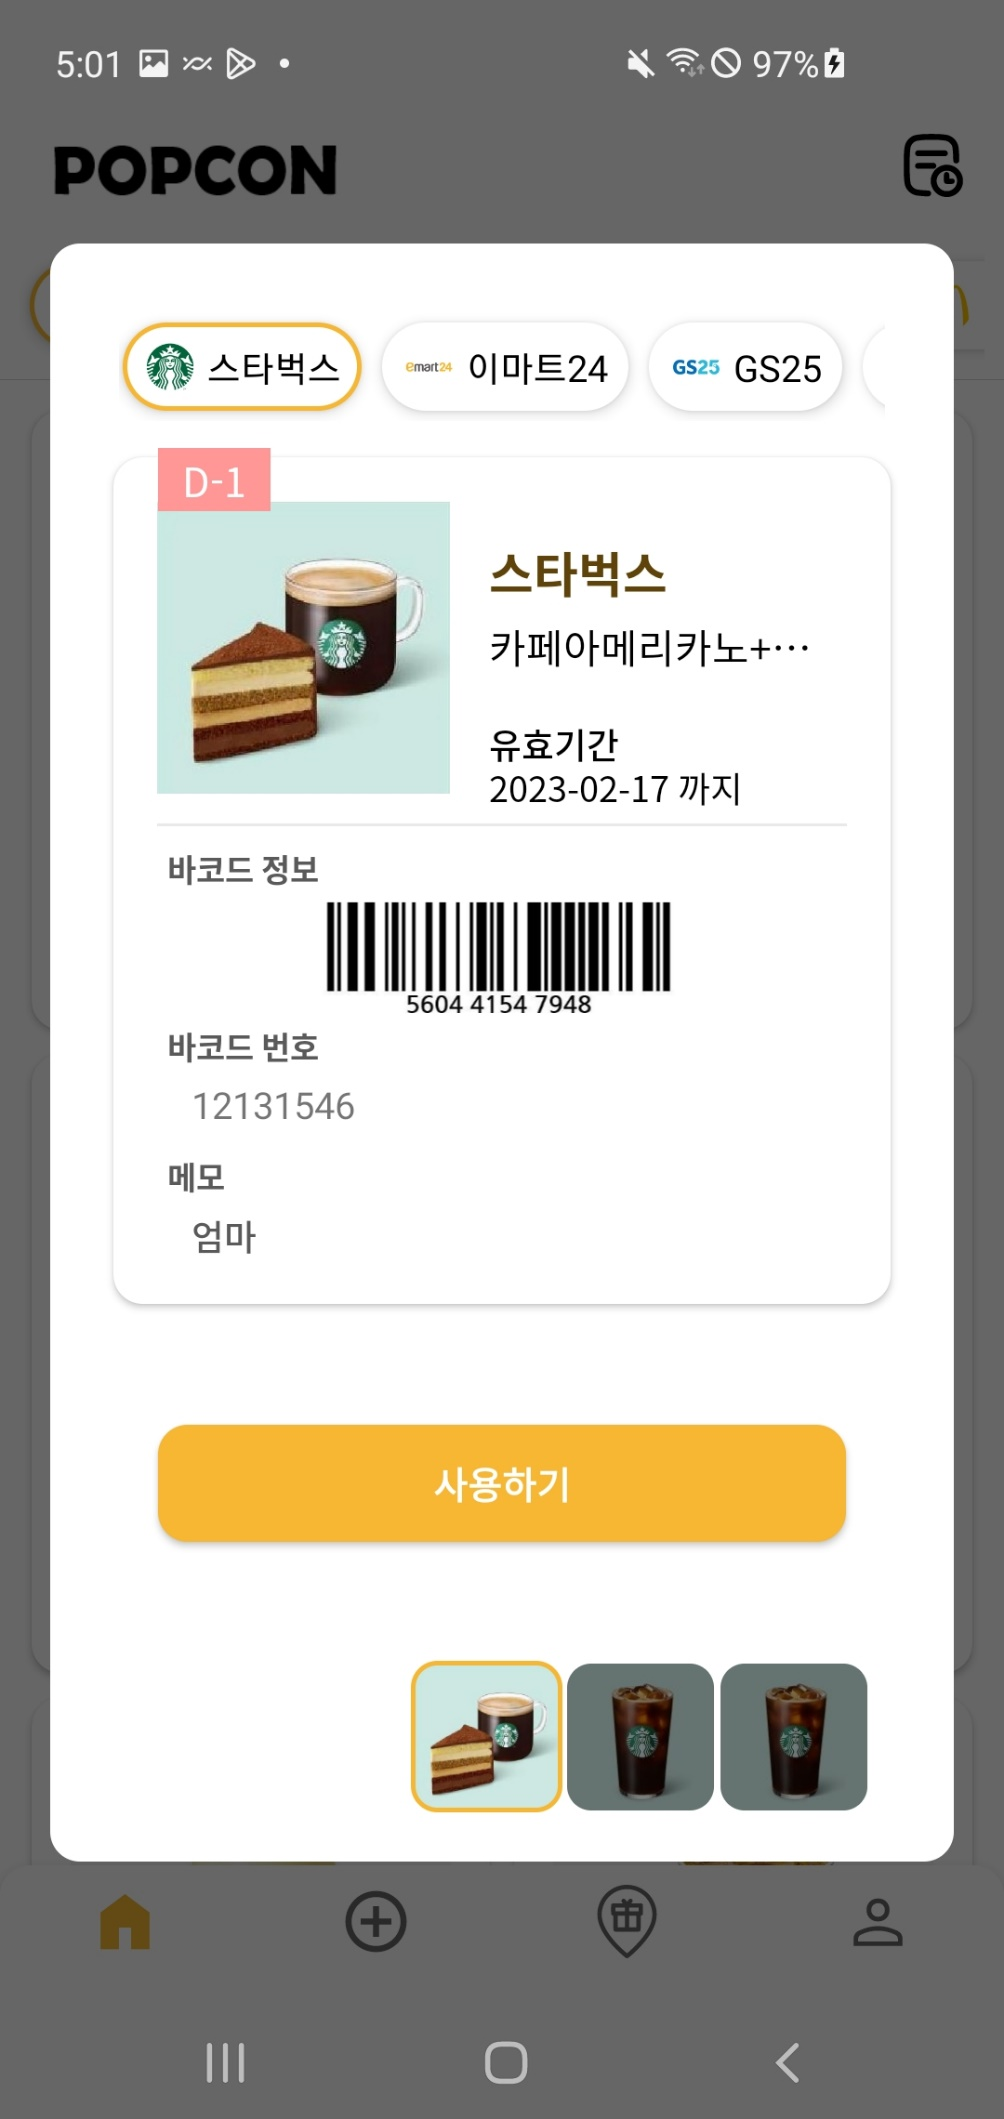 5:01 97%
POPCON
스타벅스 emart24 이마트24 GS25 GS25
D-1
스타벅스
카페아메리카노+···
유효기간
2023-02-17 까지
바코드 정보
5604 4154 7948
바코드 번호
12131546
메모
엄마
사용하기